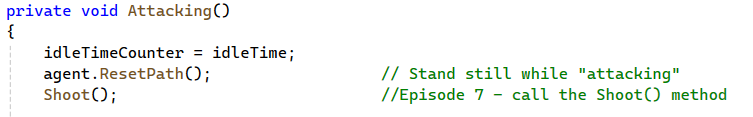 private void Attacking()
{
idleTimeCounter = idleTime;
agent.ResetPath(); // Stand still while "attacking"
Shoot(); //Episode 7 - call the Shoot() method